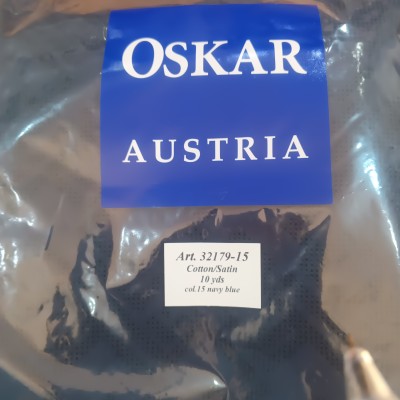 OSKAR
AUSTRIA
Art. 32179-15
Cotton/Satin
10 yds
col.15 navy blue